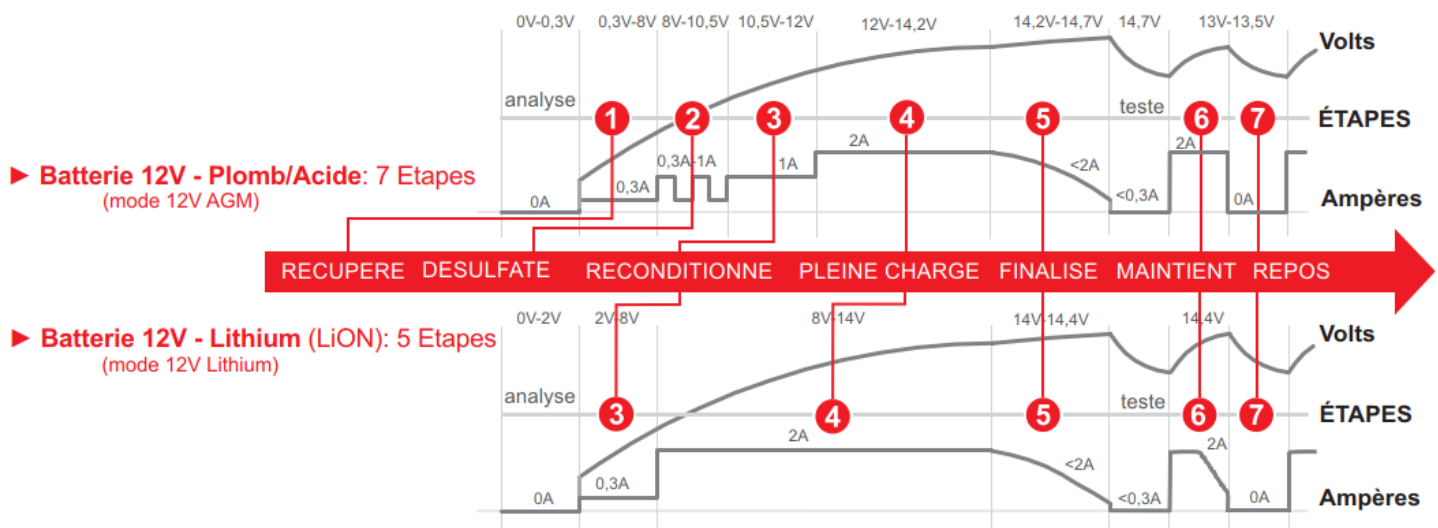 0V-0,3V 0,3V-8V 8V-10,5V 10,5V-12V 12V-14,2V 14,2V-14,7V 14,7V 13V-13,5V
Volts
analyse teste
1 2 3 4 5 6 7 ÉTAPES
► Batterie 12V - Plomb/Acide: 7 Etapes
(mode 12V AGM)
0A 0,3A 0,3A-1A 1A 2A <2A <0,3A 2A 0A
Ampères
RECUPERE DESULFATE RECONDITIONNE PLEINE CHARGE FINALISE MAINTIENT REPOS
0V-2V 2V-8V 8V-14V 14V-14,4V 14,4V
► Batterie 12V - Lithium (LiON): 5 Etapes
(mode 12V Lithium)
Volts
analyse teste
3 4 5 6 7 ÉTAPES
0A 0,3A 2A <2A <0,3A 2A 0A
Ampères